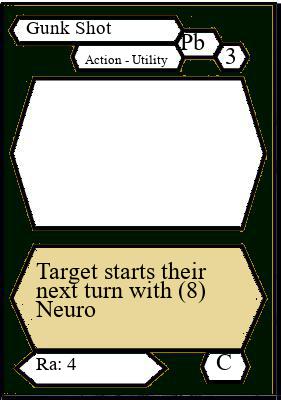 Gunk Shot
Pb
Action - Utility
3
Target starts their
next turn with (8)
Neuro
Ra: 4
C